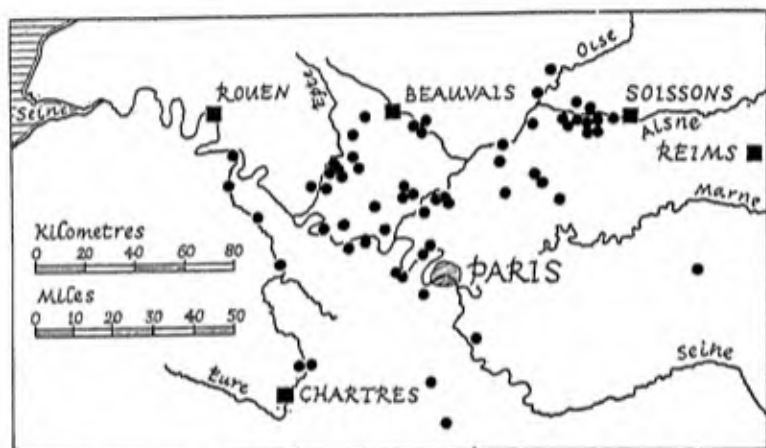 Oise
Epte
ROUEN
BEAUVAIS
SOISSONS
Seine
Aisne
REIMS
Marne
Kilometres
0 20 40 60 80
PARIS
Miles
0 10 20 30 40 50
Seine
Eure
CHARTRES